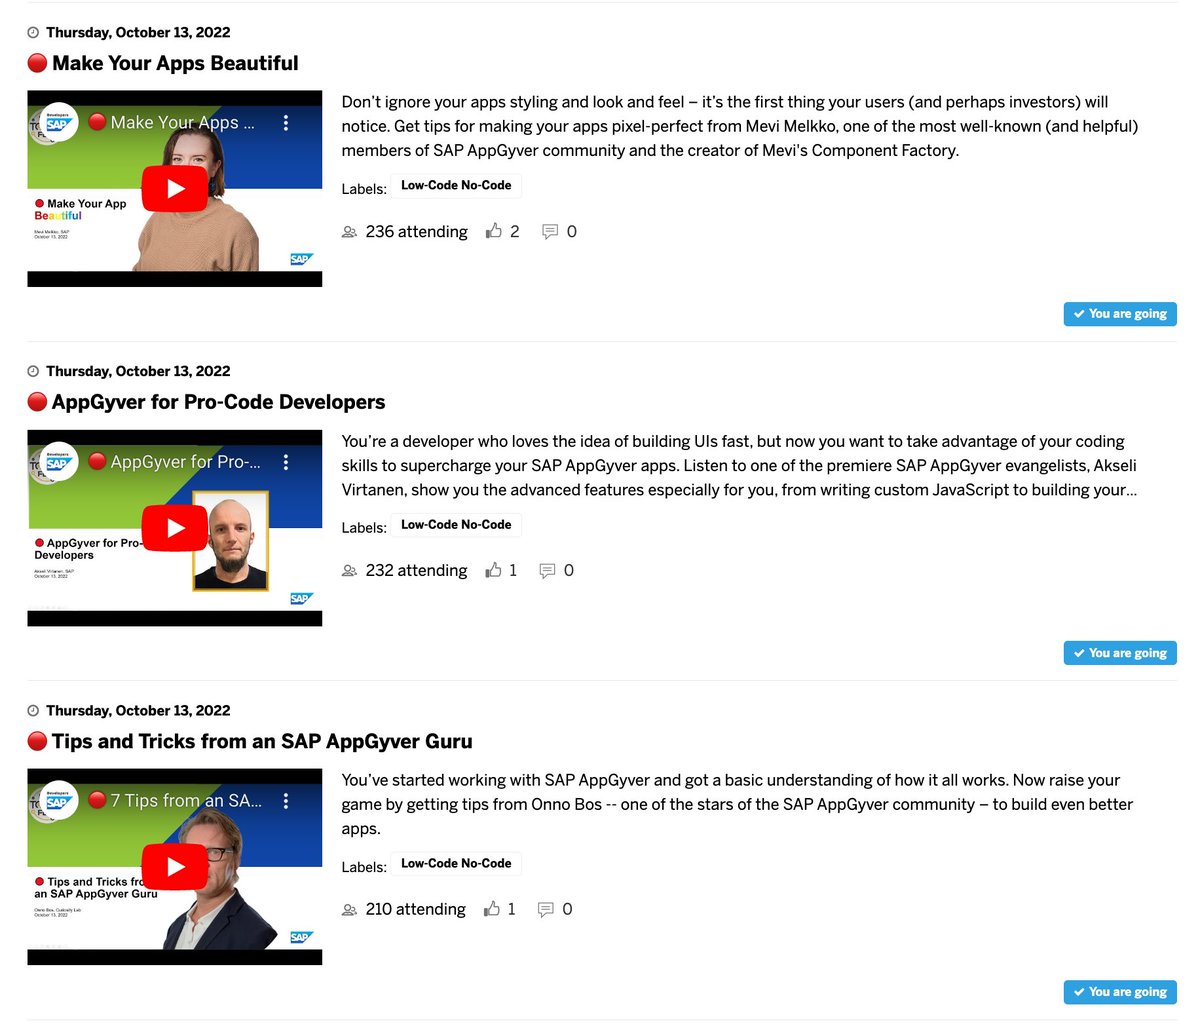 Thursday, October 13, 2022
🔴 Make Your Apps Beautiful
Developers
SAP
🔴 Make Your Apps ...
🔴 Make Your App
Beautiful
Mevi Melkko, SAP
October 13, 2022
SAP
Don’t ignore your apps styling and look and feel – it’s the first thing your users (and perhaps investors) will
notice. Get tips for making your apps pixel-perfect from Mevi Melkko, one of the most well-known (and helpful)
members of SAP AppGyver community and the creator of Mevi's Component Factory.
Labels: Low-Code No-Code
236 attending 2 0
You are going
Thursday, October 13, 2022
🔴 AppGyver for Pro-Code Developers
Developers
SAP
🔴 AppGyver for Pro-...
🔴 AppGyver for Pro-
Developers
Akseli Virtanen, SAP
October 13, 2022
SAP
You’re a developer who loves the idea of building UIs fast, but now you want to take advantage of your coding
skills to supercharge your SAP AppGyver apps. Listen to one of the premiere SAP AppGyver evangelists, Akseli
Virtanen, show you the advanced features especially for you, from writing custom JavaScript to building your...
Labels: Low-Code No-Code
232 attending 1 0
You are going
Thursday, October 13, 2022
🔴 Tips and Tricks from an SAP AppGyver Guru
Developers
SAP
🔴 7 Tips from an SA...
🔴 Tips and Tricks fro
an SAP AppGyver Guru
October 13, 2022
SAP
You’ve started working with SAP AppGyver and got a basic understanding of how it all works. Now raise your
game by getting tips from Onno Bos -- one of the stars of the SAP AppGyver community – to build even better
apps.
Labels: Low-Code No-Code
210 attending 1 0
You are going